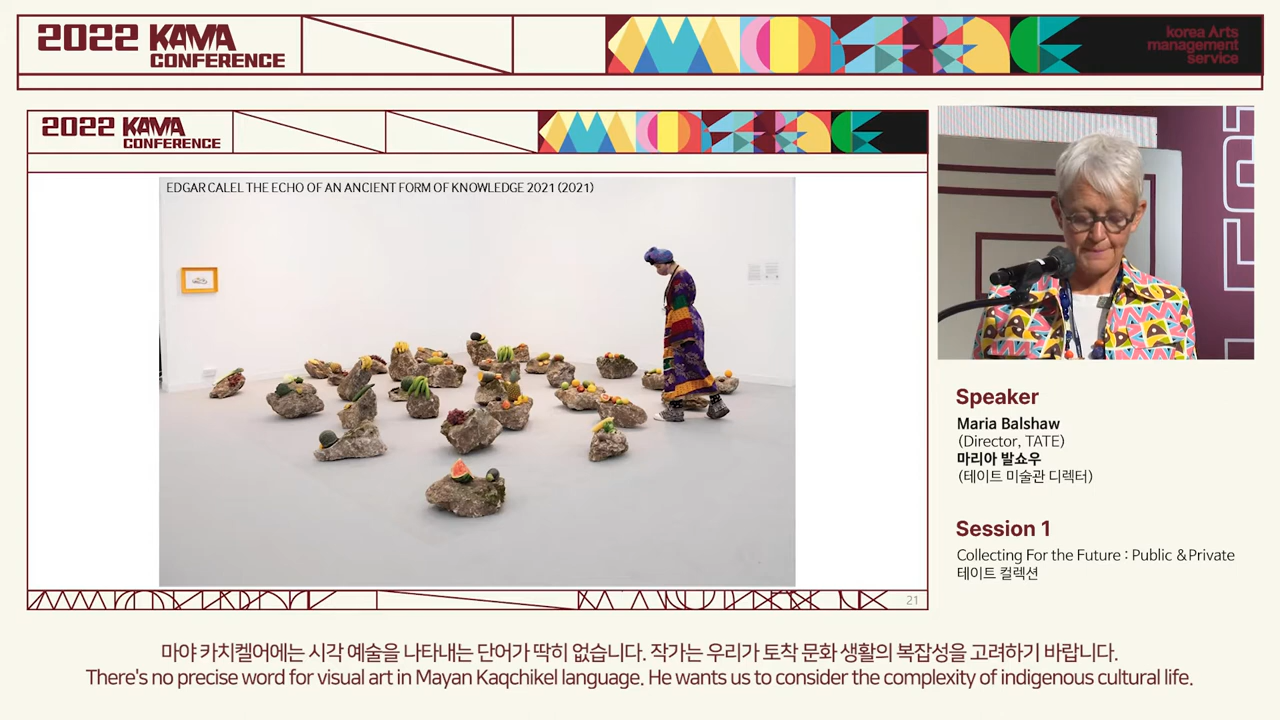 2022 KAMA
CONFERENCE
korea Arts
management
service
2022 KAMA
CONFERENCE
EDGAR CALEL THE ECHO OF AN ANCIENT FORM OF KNOWLEDGE 2021 (2021)
21
Speaker
Maria Balshaw
(Director, TATE)
마리아 발쇼우
(테이트 미술관 디렉터)
Session 1
Collecting For the Future : Public & Private
테이트 컬렉션
마야 카치켈어에는 시각 예술을 나타내는 단어가 딱히 없습니다. 작가는 우리가 토착 문화 생활의 복잡성을 고려하기 바랍니다.
There's no precise word for visual art in Mayan Kaqchikel language. He wants us to consider the complexity of indigenous cultural life.